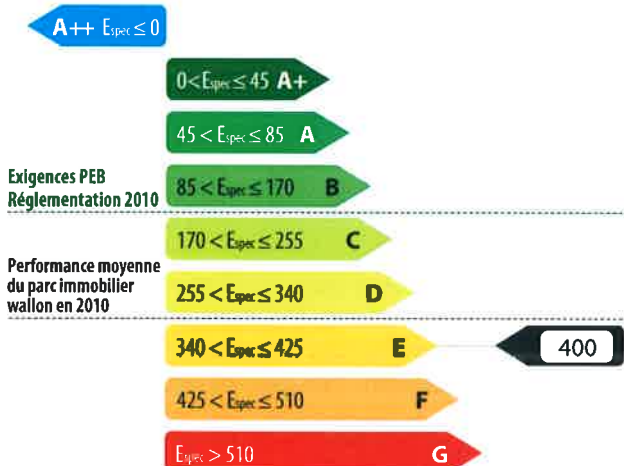 A++ Espec ≤ 0
0 < Espec ≤ 45 A+
45 < Espec ≤ 85 A
Exigences PEB
Réglementation 2010
85 < Espec ≤ 170 B
170 < Espec ≤ 255 C
Performance moyenne
du parc immobilier
wallon en 2010
255 < Espec ≤ 340 D
340 < Espec ≤ 425 E
400
425 < Espec ≤ 510 F
Espec > 510 G